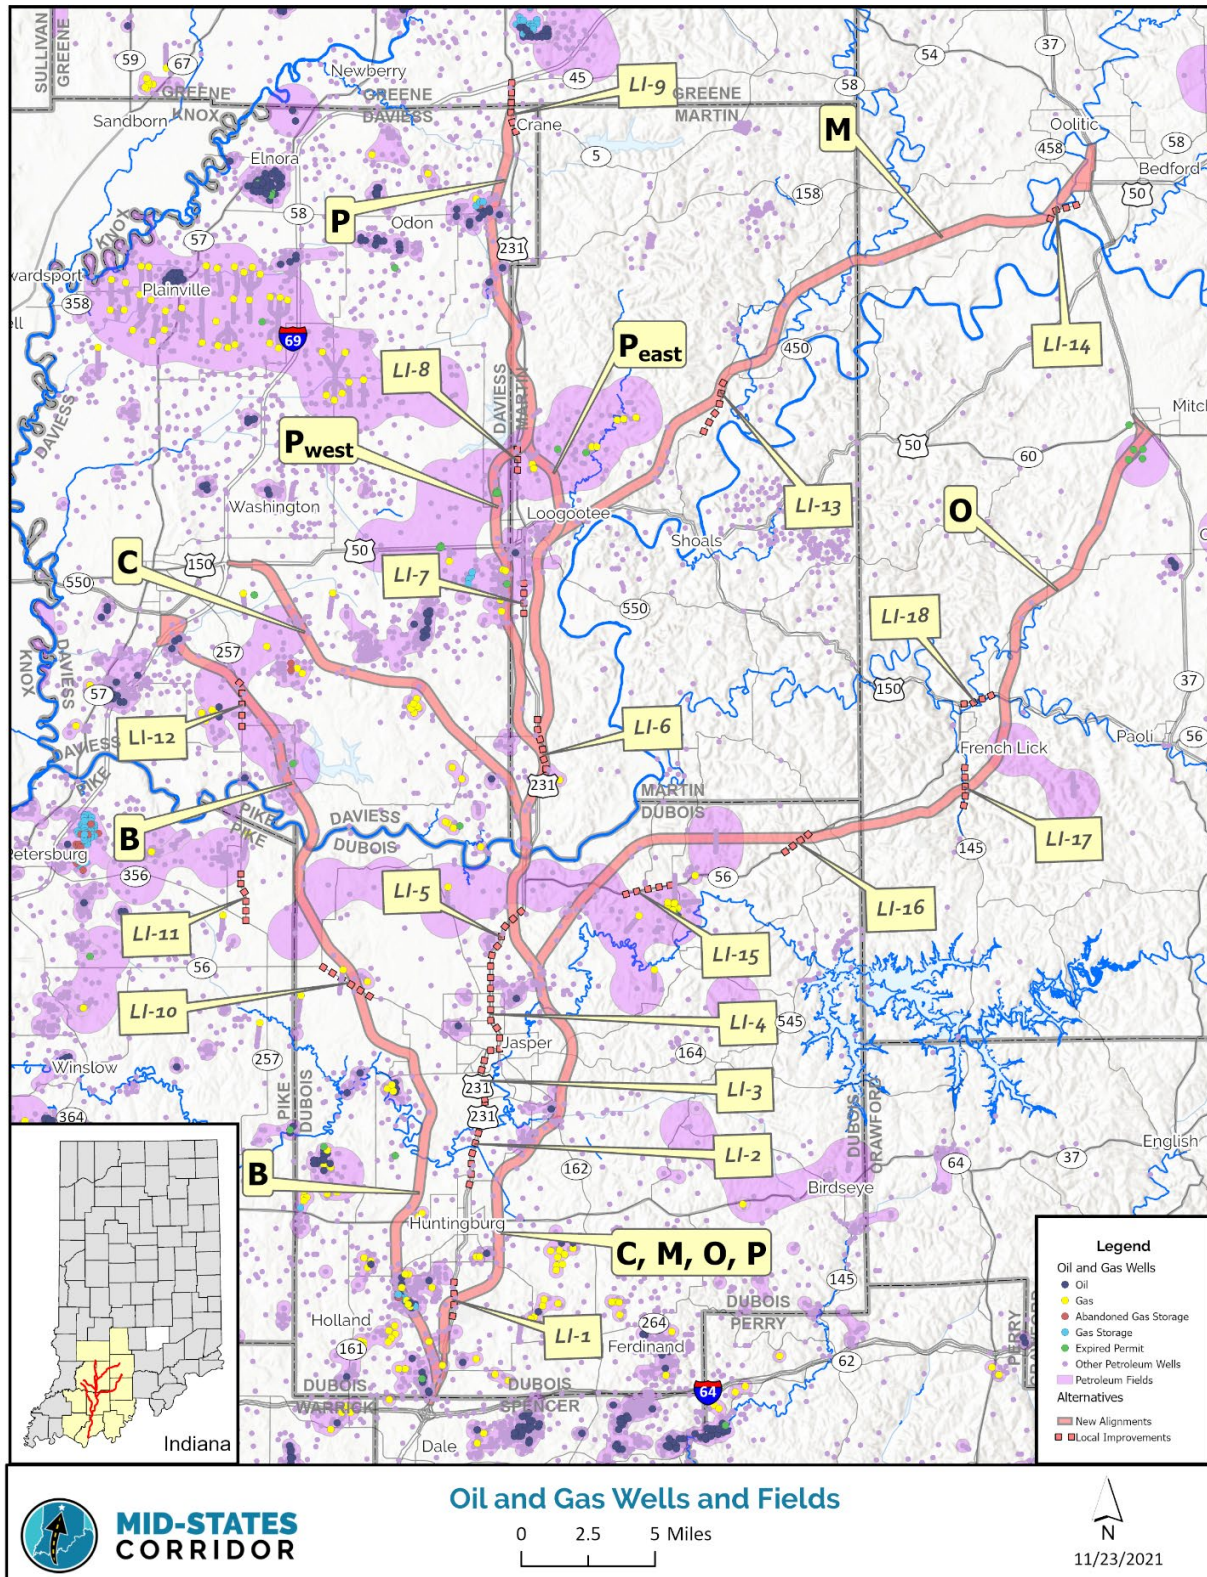 SULLIVAN
GREENE
59
67
Newberry
45
LI-9
54
37
58
GREENE
KNOX
GREENE
DAVIESS
GREENE
MARTIN
Sandborn
Crane
M
Oolitic
458
58
Elnora
5
Bedford
158
50
P
58
Odon
KNOX
57
231
Plainville
358
69
450
LI-14
Peast
LI-8
DAVIESS
MARTIN
DAVIESS
Pwest
50
60
LI-13
Washington
Loogootee
O
Shoals
50
C
150
LI-7
550
550
LI-18
257
KNOX
DAVIESS
37
150
57
LI-12
LI-6
French Lick
Paoli
56
DAVIESS
PIKE
231
MARTIN
DUBOIS
B
PIKE
PIKE
DAVIESS
DUBOIS
LI-17
145
356
56
LI-5
LI-16
LI-11
LI-15
56
LI-10
LI-4
545
Jasper
164
257
Winslow
231
LI-3
PIKE
DUBOIS
231
364
DUBOIS
CRAWFORD
English
LI-2
37
64
162
B
Birdseye
Huntingburg
C, M, O, P
145
Holland
LI-1
DUBOIS
PERRY
264
161
Ferdinand
62
PERRY
DUBOIS
WARRICK
DUBOIS
SPENCER
64
Dale
Indiana
Legend
Oil and Gas Wells
Oil
Gas
Abandoned Gas Storage
Gas Storage
Expired Permit
Other Petroleum Wells
Petroleum Fields
Alternatives
New Alignments
Local Improvements
MID-STATES
CORRIDOR
Oil and Gas Wells and Fields
0 2.5 5 Miles
N
11/23/2021